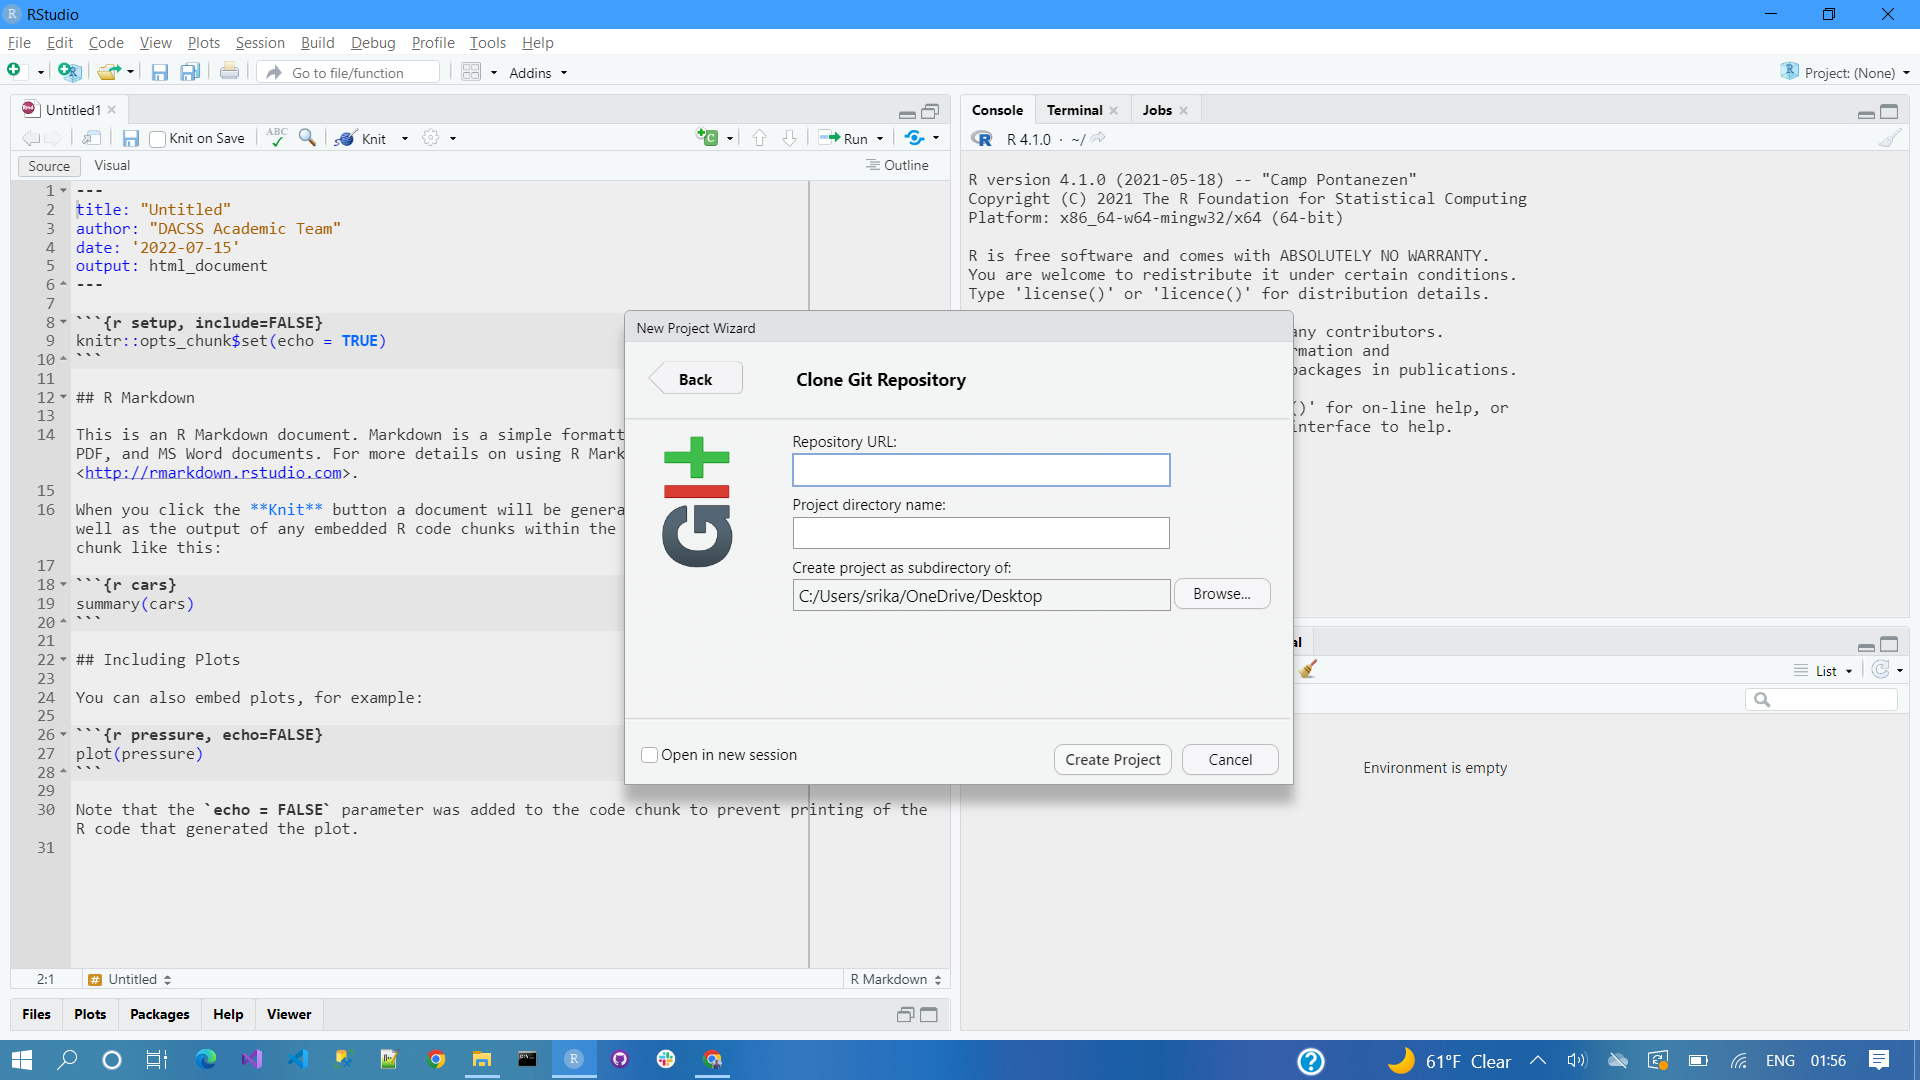 RStudio
File Edit Code View Plots Session Build Debug Profile Tools Help
Go to file/function Addins Project: (None)
Untitled1
Knit on Save ABC Knit Run
Source Visual Outline
1 ---
2 title: "Untitled"
3 author: "DACSS Academic Team"
4 date: '2022-07-15'
5 output: html_document
6 ---
7
8 ```{r setup, include=FALSE}
9 knitr::opts_chunk$set(echo = TRUE)
10 ```
11
12 ## R Markdown
13
14 This is an R Markdown document. Markdown is a simple formatt
PDF, and MS Word documents. For more details on using R Mark
<http://rmarkdown.rstudio.com>.
15
16 When you click the **Knit** button a document will be genera
well as the output of any embedded R code chunks within the
chunk like this:
17
18 ```{r cars}
19 summary(cars)
20 ```
21
22 ## Including Plots
23
24 You can also embed plots, for example:
25
26 ```{r pressure, echo=FALSE}
27 plot(pressure)
28 ```
29
30 Note that the `echo = FALSE` parameter was added to the code chunk to prevent printing of the
R code that generated the plot.
31
2:1 Untitled R Markdown
Files Plots Packages Help Viewer
Console Terminal Jobs
R 4.1.0 · ~/
R version 4.1.0 (2021-05-18) -- "Camp Pontanezen"
Copyright (C) 2021 The R Foundation for Statistical Computing
Platform: x86_64-w64-mingw32/x64 (64-bit)
R is free software and comes with ABSOLUTELY NO WARRANTY.
You are welcome to redistribute it under certain conditions.
Type 'license()' or 'licence()' for distribution details.
any contributors.
rmation and
packages in publications.
()' for on-line help, or
interface to help.
al
List
Environment is empty
New Project Wizard
Back
Clone Git Repository
Git
Repository URL:
Project directory name:
Create project as subdirectory of:
C:/Users/srika/OneDrive/Desktop Browse...
Open in new session Create Project Cancel
61°F Clear ENG 01:56